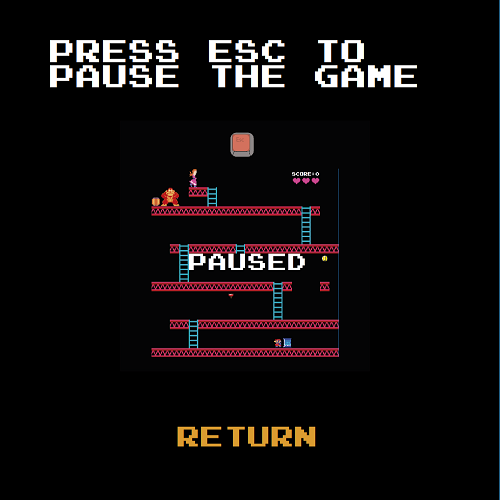 PRESS ESC TO
PAUSE THE GAME
SCORE:0
PAUSED
RETURN